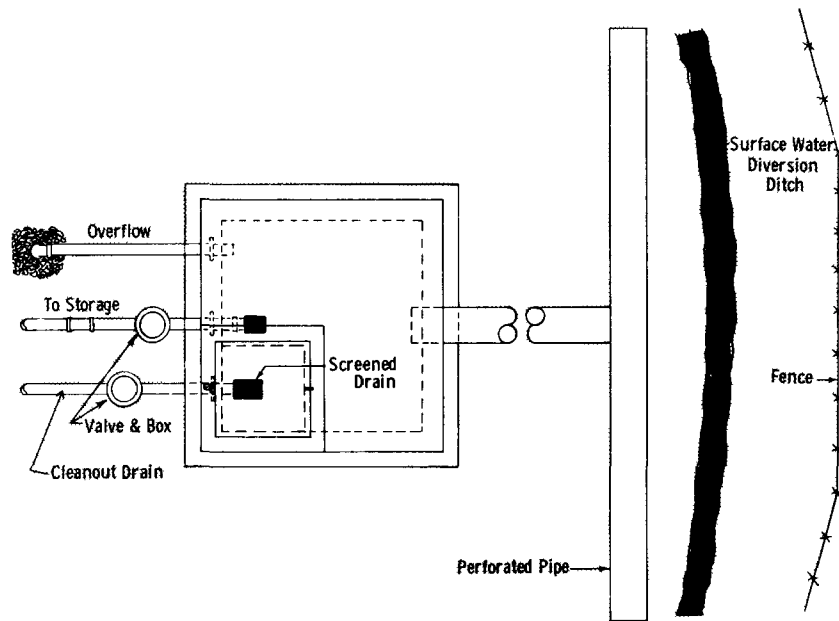 Overflow
To Storage
Valve & Box
Cleanout Drain
Screened
Drain
Perforated Pipe
Surface Water
Diversion
Ditch
Fence